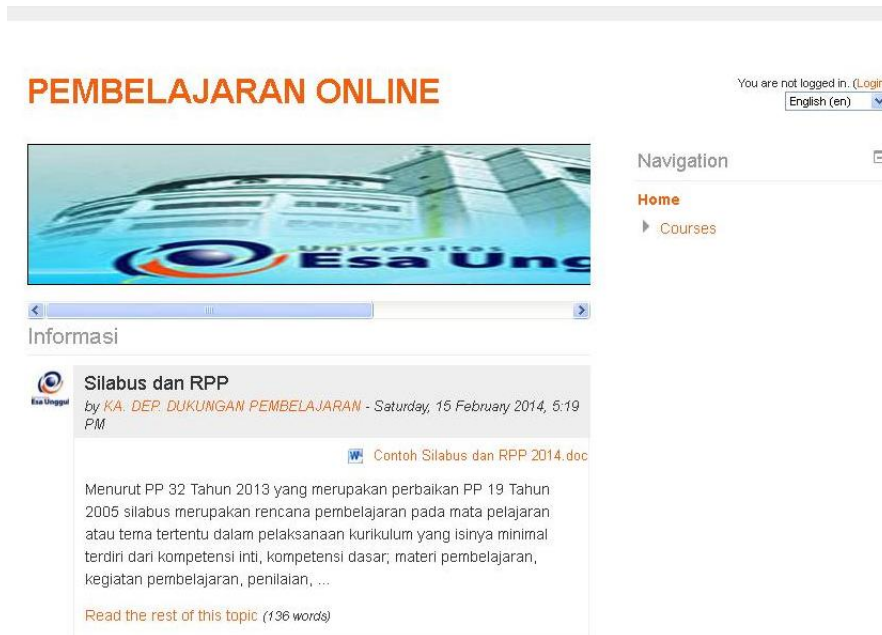 PEMBELAJARAN ONLINE
You are not logged in. (Login
English (en)
Universitas
Esa Ung
Navigation
Home
Courses
Informasi
Esa Unggul
Silabus dan RPP
by KA. DEP. DUKUNGAN PEMBELAJARAN - Saturday, 15 February 2014, 5:19
PM
Contoh Silabus dan RPP 2014.doc
Menurut PP 32 Tahun 2013 yang merupakan perbaikan PP 19 Tahun
2005 silabus merupakan rencana pembelajaran pada mata pelajaran
atau tema tertentu dalam pelaksanaan kurikulum yang isinya minimal
terdiri dari kompetensi inti, kompetensi dasar; materi pembelajaran,
kegiatan pembelajaran, penilaian, ...
Read the rest of this topic (136 words)